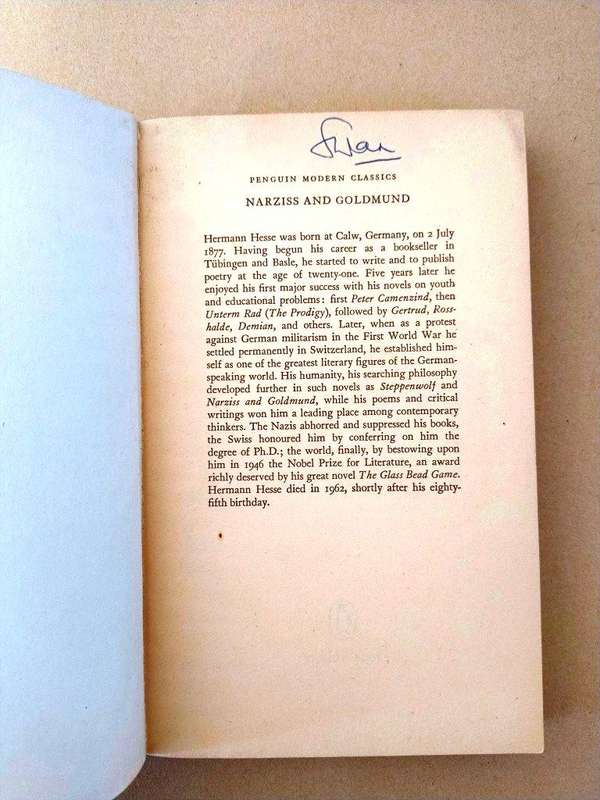 Swan
PENGUIN MODERN CLASSICS
NARZISS AND GOLDMUND
Hermann Hesse was born at Calw, Germany, on 2 July
1877. Having begun his career as a bookseller in
Tübingen and Basle, he started to write and to publish
poetry at the age of twenty-one. Five years later he
enjoyed his first major success with his novels on youth
and educational problems: first Peter Camenzind, then
Unterm Rad (The Prodigy), followed by Gertrud, Ross-
halde, Demian, and others. Later, when as a protest
against German militarism in the First World War he
settled permanently in Switzerland, he established him-
self as one of the greatest literary figures of the German-
speaking world. His humanity, his searching philosophy
developed further in such novels as Steppenwolf and
Narziss and Goldmund, while his poems and critical
writings won him a leading place among contemporary
thinkers. The Nazis abhorred and suppressed his books,
the Swiss honoured him by conferring on him the
degree of Ph.D.; the world, finally, by bestowing upon
him in 1946 the Nobel Prize for Literature, an award
richly deserved by his great novel The Glass Bead Game.
Hermann Hesse died in 1962, shortly after his eighty-
fifth birthday.